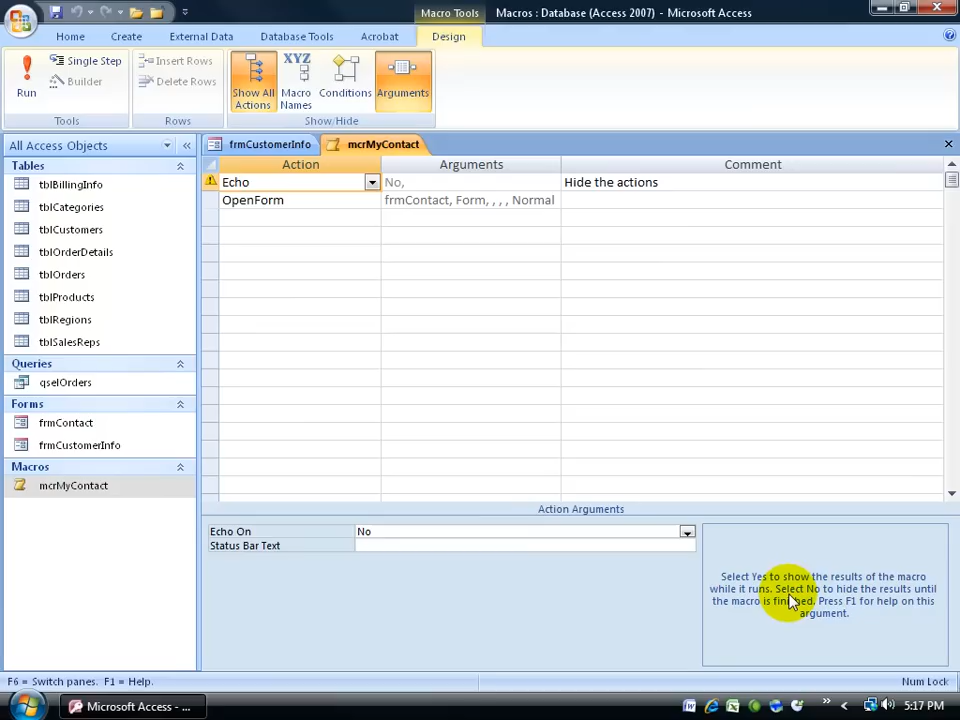 Macro Tools
Macros : Database (Access 2007) - Microsoft Access
Home
Create
External Data
Database Tools
Acrobat
Design
Run
Single Step
Builder
Tools
Insert Rows
Delete Rows
Rows
Show All
Actions
XYZ
Macro
Names
Conditions
Arguments
Show/Hide
All Access Objects
frmCustomerInfo
mcrMyContact
Tables
tblBillingInfo
tblCategories
tblCustomers
tblOrderDetails
tblOrders
tblProducts
tblRegions
tblSalesReps
Queries
qselOrders
Forms
frmContact
frmCustomerInfo
Macros
mcrMyContact
Action
Arguments
Comment
Echo
No,
Hide the actions
OpenForm
frmContact, Form, , , , Normal
Action Arguments
Echo On
No
Status Bar Text
Select Yes to show the results of the macro
while it runs. Select No to hide the results until
the macro is finished. Press F1 for help on this
argument.
F6 = Switch panes. F1 = Help.
Num Lock
Microsoft Access - ...
5:17 PM